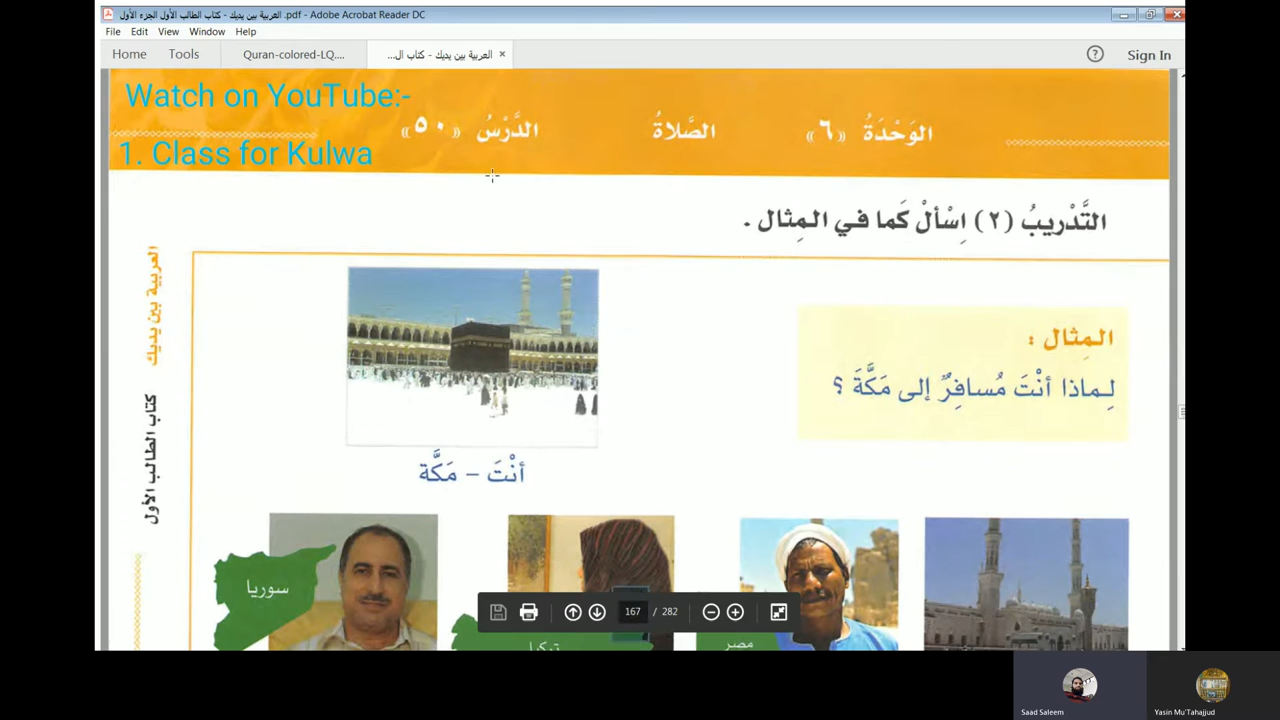 العربية بين يديك - كتاب الطالب الأول الجزء الأول.pdf - Adobe Acrobat Reader DC
File Edit View Window Help
Home Tools Quran-colored-LQ.... العربية بين يديك - كتاب ال... × ? Sign In
Watch on YouTube:-
1. Class for Kulwa
الوَحْدَةُ «٦» الصَّلاةُ الدَّرْسُ «٥٠»
التَّدْرِيبُ (٢) اِسْأَلْ كَما في المِثال .
المِثال :
لِماذا أنْتَ مُسافِرٌ إلى مَكَّةَ ؟
أنْتَ – مَكَّة
العربية بين يديك
كتاب الطالب الأول
سوريا
تركيا
مصر
167 / 282
Saad Saleem
Yasin Mu'Tahajjud